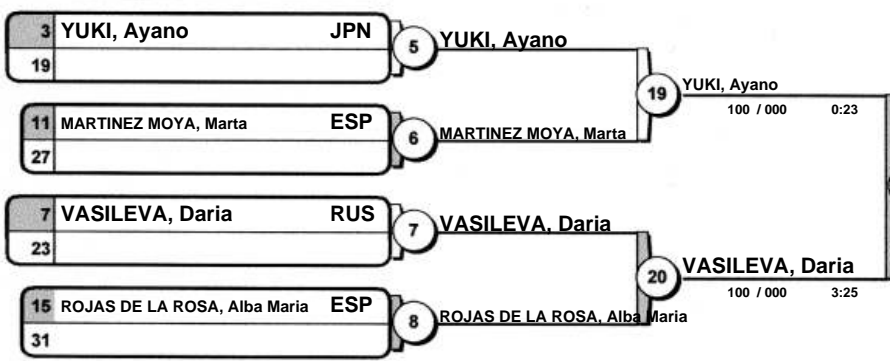 3 YUKI, Ayano JPN
19
5 YUKI, Ayano
11 MARTINEZ MOYA, Marta ESP
27
6 MARTINEZ MOYA, Marta
19 YUKI, Ayano
100 / 000 0:23
7 VASILEVA, Daria RUS
23
7 VASILEVA, Daria
15 ROJAS DE LA ROSA, Alba Maria ESP
31
8 ROJAS DE LA ROSA, Alba Maria
20 VASILEVA, Daria
100 / 000 3:25